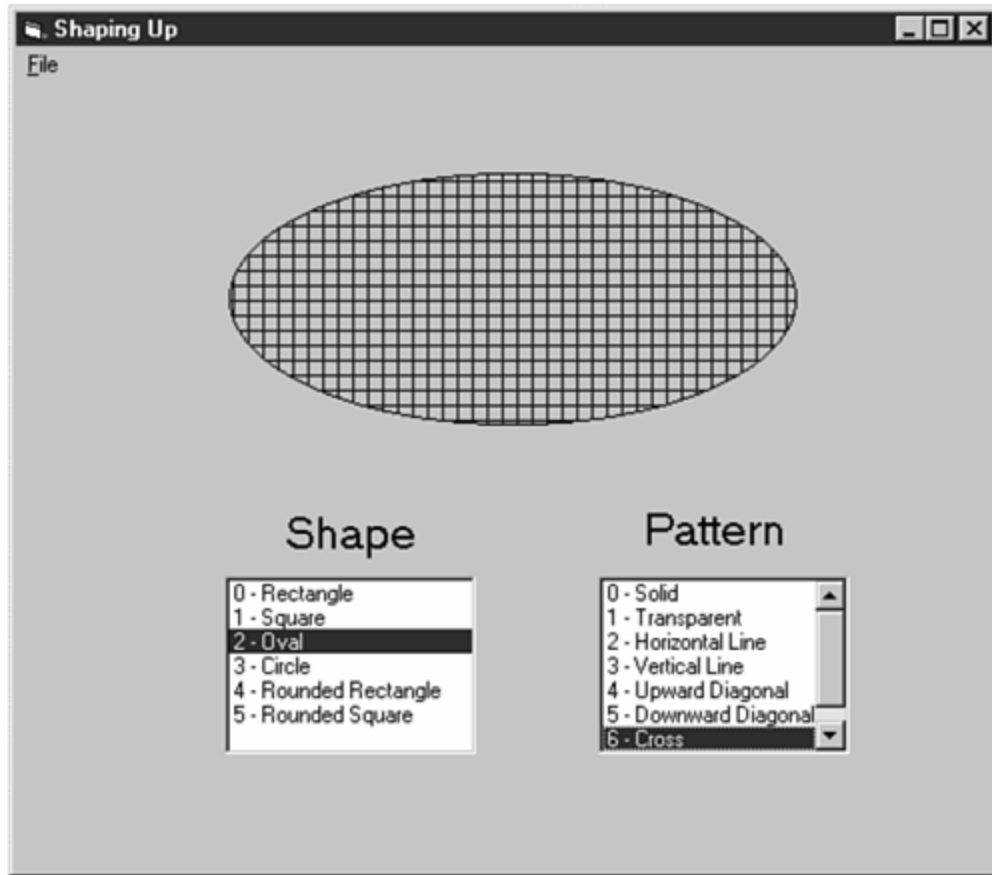 Shaping Up
File
Shape
Pattern
0 - Rectangle
1 - Square
2 - Oval
3 - Circle
4 - Rounded Rectangle
5 - Rounded Square
0 - Solid
1 - Transparent
2 - Horizontal Line
3 - Vertical Line
4 - Upward Diagonal
5 - Downward Diagonal
6 - Cross